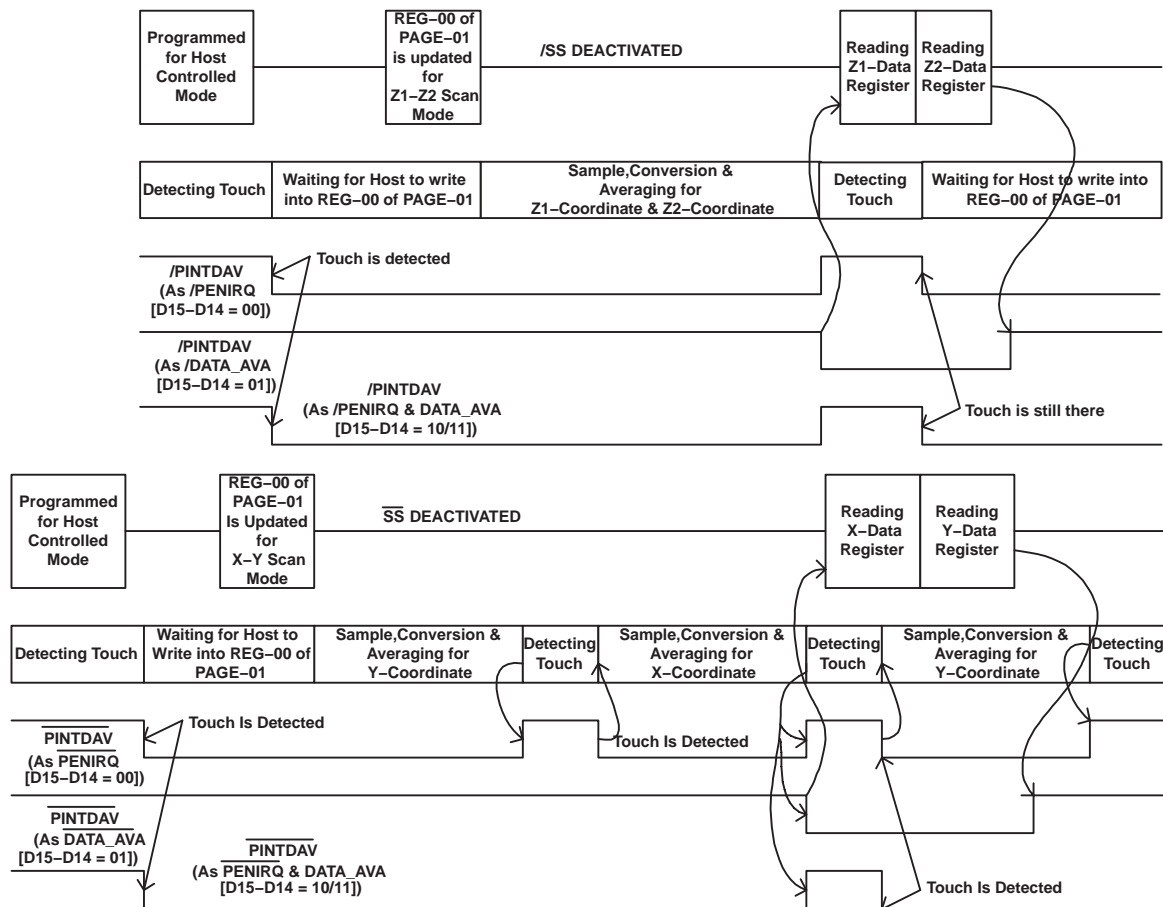 Programmed
for Host
Controlled
Mode
REG−00 of
PAGE−01
is updated
for
Z1−Z2 Scan
Mode
/SS DEACTIVATED
Reading
Z1−Data
Register
Reading
Z2−Data
Register
Detecting Touch
Waiting for Host to write
into REG−00 of PAGE−01
Sample,Conversion &
Averaging for
Z1−Coordinate & Z2−Coordinate
Detecting
Touch
Waiting for Host to write into
REG−00 of PAGE−01
Touch is detected
/PINTDAV
(As /PENIRQ
[D15−D14 = 00])
/PINTDAV
(As /DATA_AVA
[D15−D14 = 01])
/PINTDAV
(As /PENIRQ & DATA_AVA
[D15−D14 = 10/11])
Touch is still there
Programmed
for Host
Controlled
Mode
REG−00 of
PAGE−01
Is Updated
for
X−Y Scan
Mode
SS DEACTIVATED
Reading
X−Data
Register
Reading
Y−Data
Register
Detecting Touch
Waiting for Host to
Write into REG−00 of
PAGE−01
Sample,Conversion &
Averaging for
Y−Coordinate
Detecting
Touch
Sample,Conversion &
Averaging for
X−Coordinate
Detecting
Touch
Sample,Conversion &
Averaging for
Y−Coordinate
Detecting
Touch
Touch Is Detected
Touch Is Detected
PINTDAV
(As PENIRQ
[D15−D14 = 00])
PINTDAV
(As DATA_AVA
[D15−D14 = 01])
PINTDAV
(As PENIRQ & DATA_AVA
[D15−D14 = 10/11])
Touch Is Detected